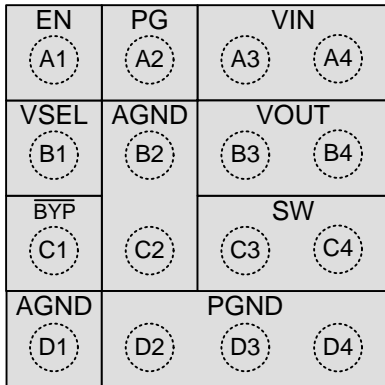 EN PG VIN
A1 A2 A3 A4
VSEL AGND VOUT
B1 B2 B3 B4
BYP SW
C1 C2 C3 C4
AGND PGND
D1 D2 D3 D4